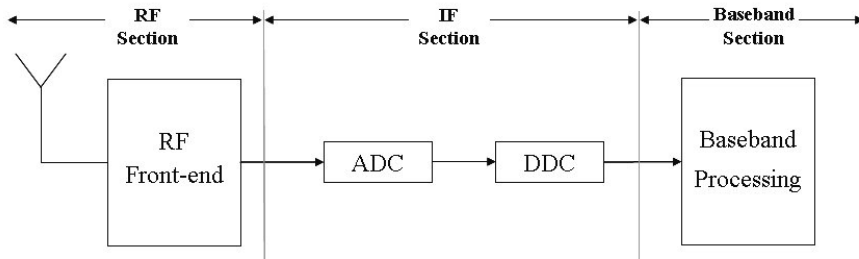 RF
Section
IF
Section
Baseband
Section
RF
Front-end
ADC
DDC
Baseband
Processing